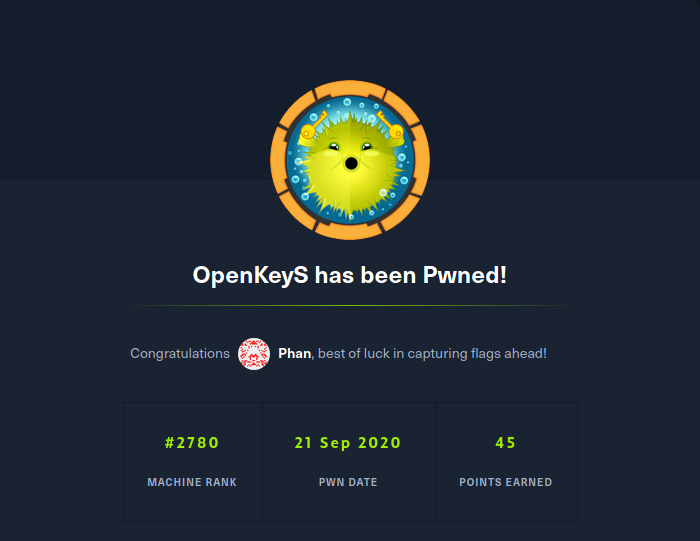 OpenKeyS has been Pwned!
Congratulations Phan, best of luck in capturing flags ahead!
#2780 21 Sep 2020 45
MACHINE RANK PWN DATE POINTS EARNED